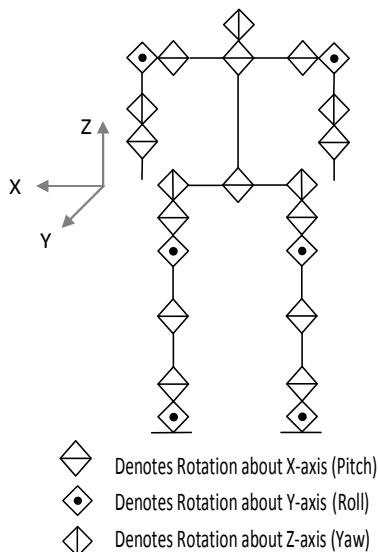 Z
X
Y
Denotes Rotation about X-axis (Pitch)
Denotes Rotation about Y-axis (Roll)
Denotes Rotation about Z-axis (Yaw)